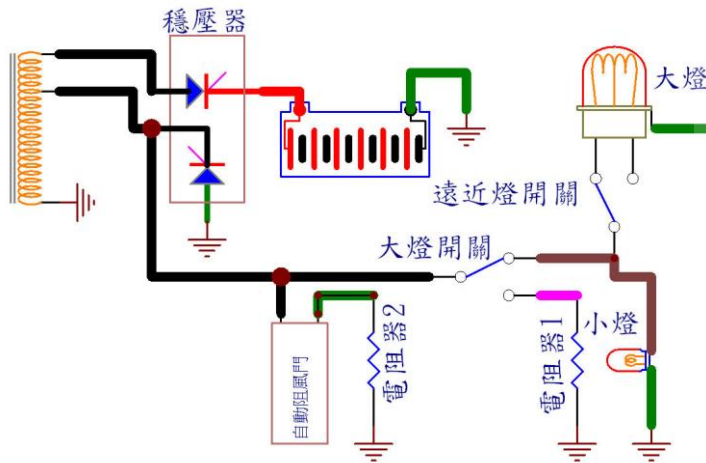 穩壓器
大燈
遠近燈開關
大燈開關
小燈
電阻器2
電阻器1
自動阻風門